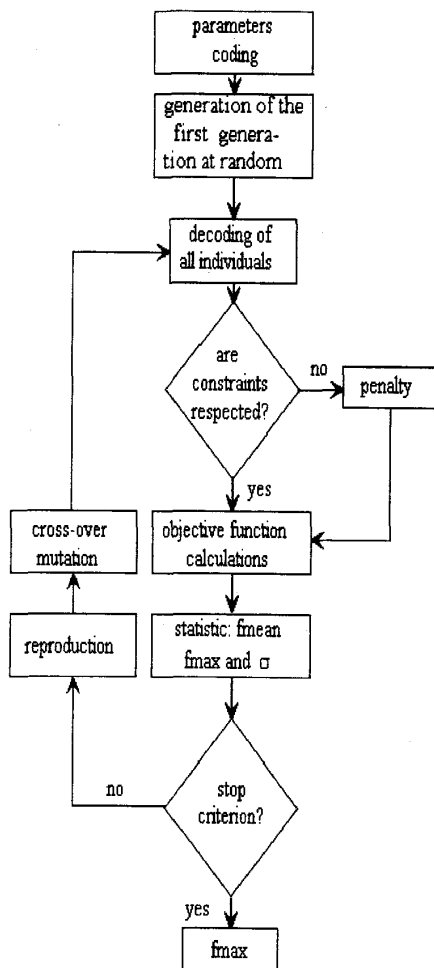 parameters
coding
generation of the
first genera-
tion at random
decoding of
all individuals
are
constraints
respected?
no
penalty
yes
cross-over
mutation
objective function
calculations
reproduction
statistic: fmean
fmax and σ
no
stop
criterion?
yes
fmax